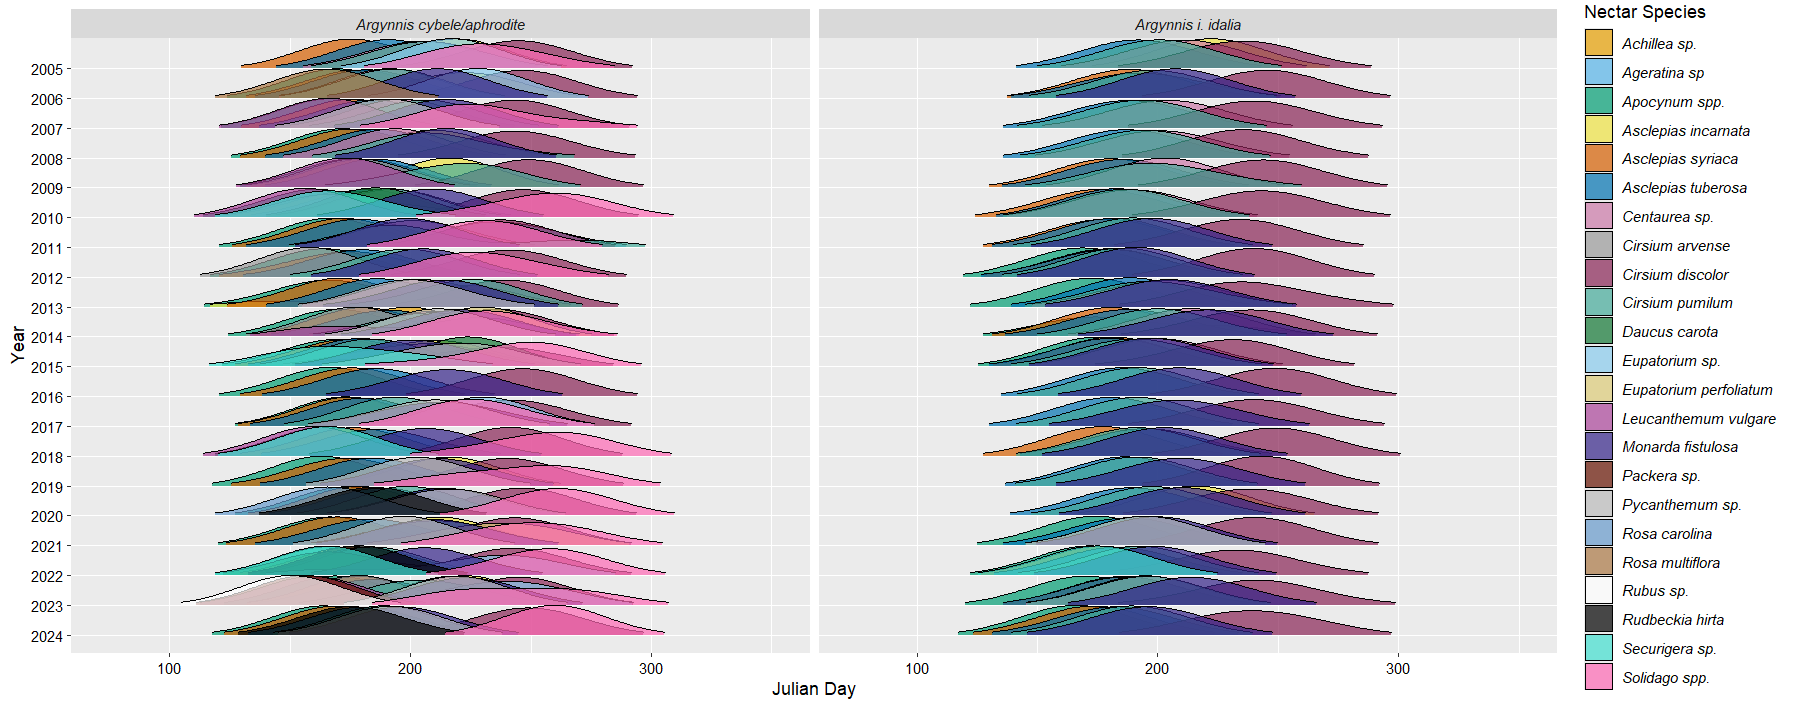 Argynnis cybele/aphrodite
Argynnis i. idalia
Year
2005
2006
2007
2008
2009
2010
2011
2012
2013
2014
2015
2016
2017
2018
2019
2020
2021
2022
2023
2024
100
200
300
100
200
300
Julian Day
Nectar Species
Achillea sp.
Ageratina sp
Apocynum spp.
Asclepias incarnata
Asclepias syriaca
Asclepias tuberosa
Centaurea sp.
Cirsium arvense
Cirsium discolor
Cirsium pumilum
Daucus carota
Eupatorium sp.
Eupatorium perfoliatum
Leucanthemum vulgare
Monarda fistulosa
Packera sp.
Pycanthemum sp.
Rosa carolina
Rosa multiflora
Rubus sp.
Rudbeckia hirta
Securigera sp.
Solidago spp.